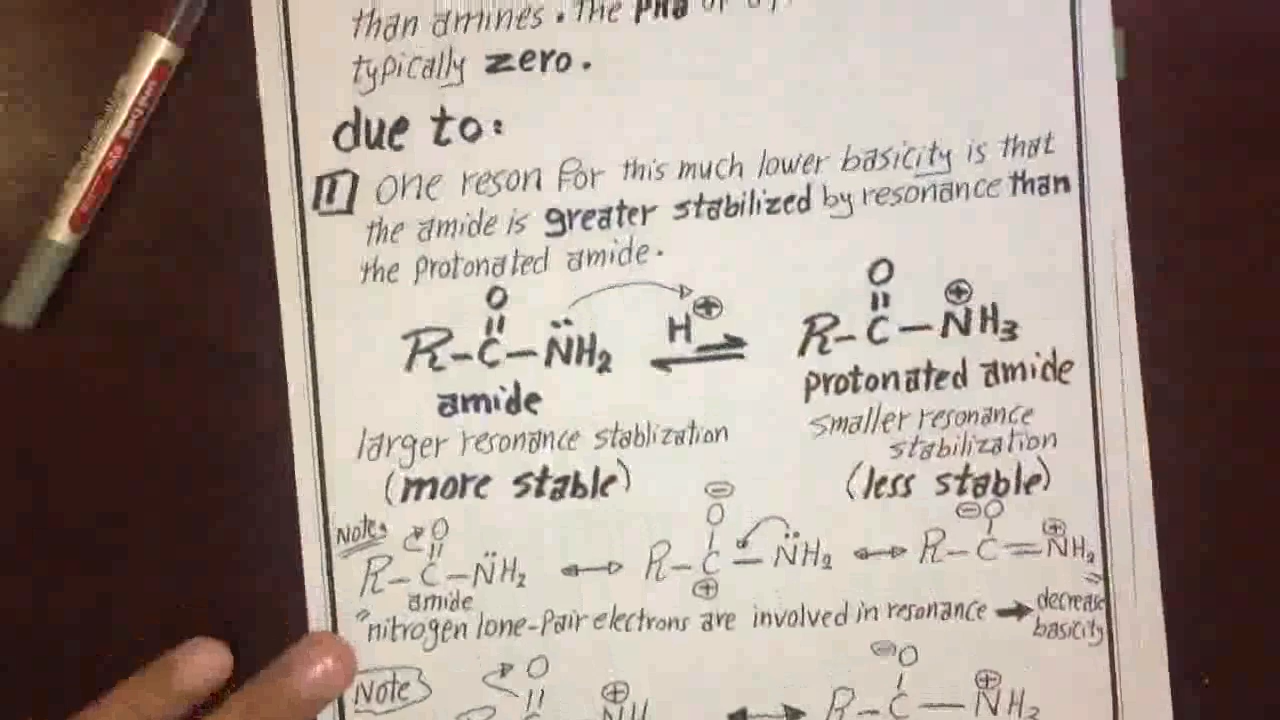 than amines. The PKa of
typically zero.
due to:
1 One reson for this much lower basicity is that
the amide is greater stabilized by resonance than
the protonated amide.
O
R-C-NH₂ H⊕ ⇌
O ⊕
R-C-NH₃
amide
larger resonance stablization
(more stable)
protonated amide
smaller resonance
stabilization
(less stable)
Note:
O
R-C-NH₂ ↔
amide
⊖
O
R-C-NH₂ ↔
⊕
⊖O ⊕
R-C=NH₂
"nitrogen lone-Pair electrons are involved in resonance → decrease
basicity"
Note
O ⊕
C NH
↔
⊖O ⊕
R-C-NH₂